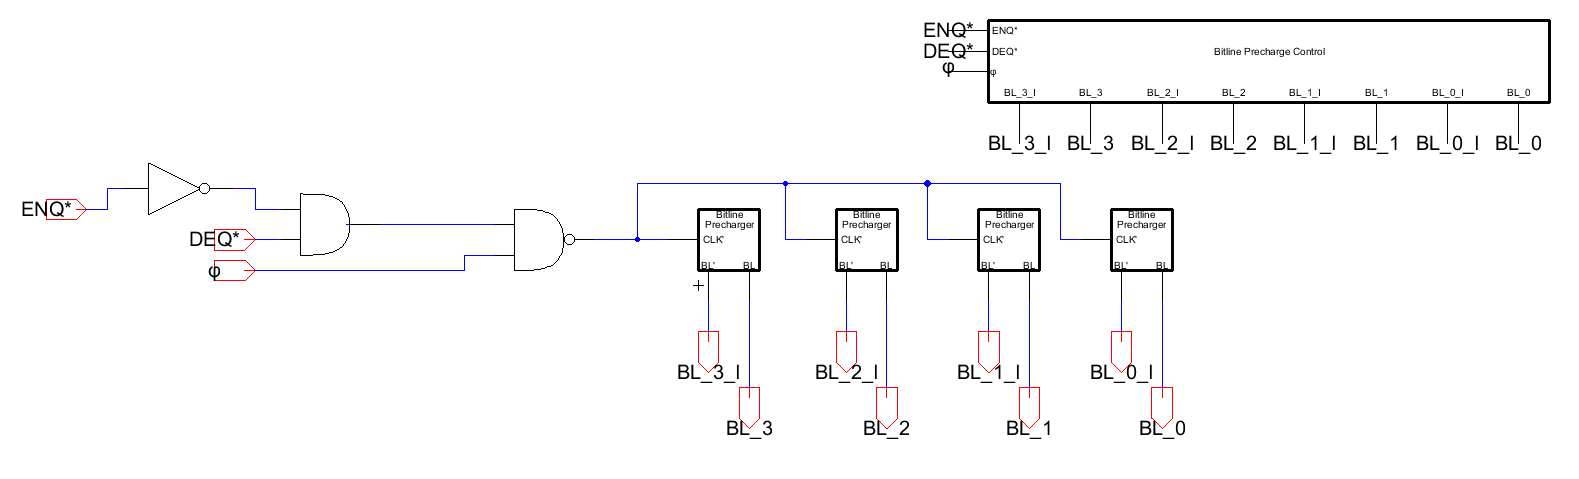 ENQ*
ENQ*
DEQ*
DEQ*
Bitline Precharge Control
φ
φ
BL_3_I BL_3 BL_2_I BL_2 BL_1_I BL_1 BL_0_I BL_0
BL_3_I BL_3 BL_2_I BL_2 BL_1_I BL_1 BL_0_I BL_0
ENQ*
DEQ*
φ
Bitline
Precharger
CLK'
BL' BL
Bitline
Precharger
CLK'
BL' BL
Bitline
Precharger
CLK'
BL' BL
Bitline
Precharger
CLK'
BL' BL
BL_3_I
BL_2_I
BL_1_I
BL_0_I
BL_3
BL_2
BL_1
BL_0